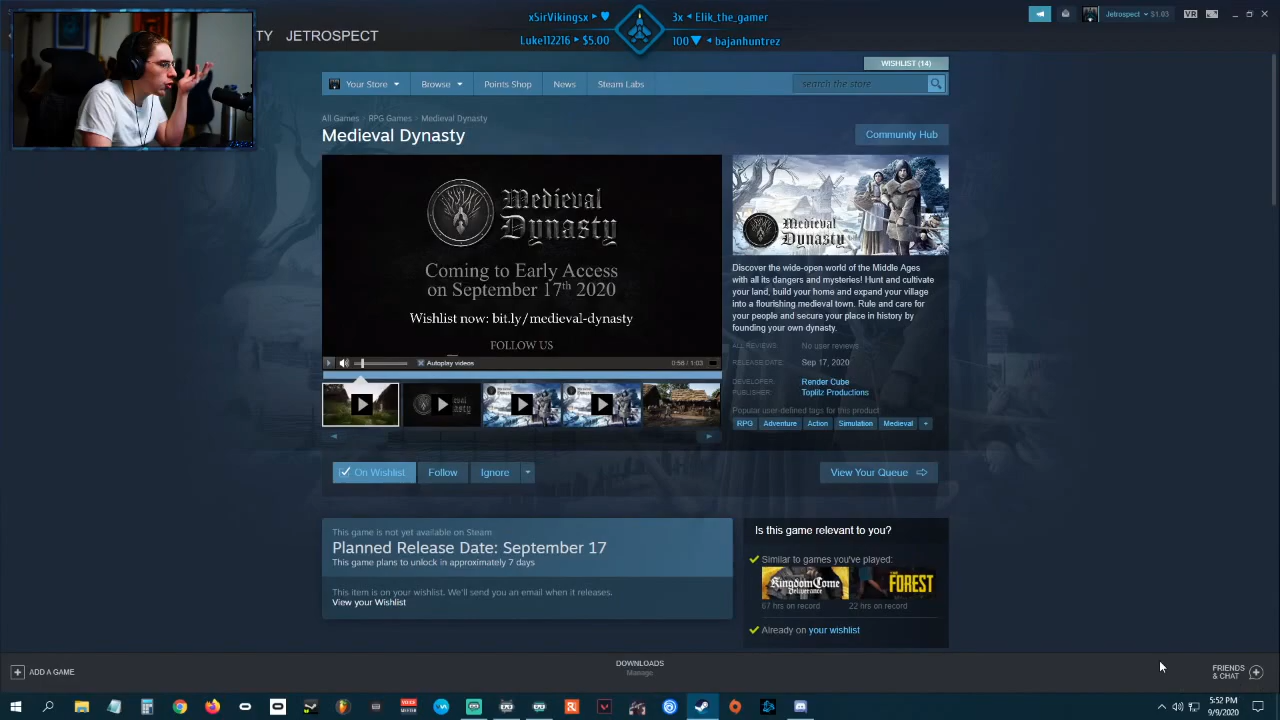 xSirVikingsx ▸ ♥
Luke112216 ▸ $5.00
3x ◂ Elik_the_gamer
100 ▼ ◂ bajanhuntrez
Jetrospect $1.03
VR
TY JETROSPECT
WISHLIST (14)
Your Store
Browse
Points Shop
News
Steam Labs
search the store
All Games > RPG Games > Medieval Dynasty
Medieval Dynasty
Community Hub
Medieval
Dynasty
Coming to Early Access
on September 17th 2020
Wishlist now: bit.ly/medieval-dynasty
FOLLOW US
Autoplay videos
0:56 / 1:03
Medieval
Dynasty
Discover the wide-open world of the Middle Ages
with all its dangers and mysteries! Hunt and cultivate
your land, build your home and expand your village
into a flourishing medieval town. Rule and care for
your people and secure your place in history by
founding your own dynasty.
ALL REVIEWS: No user reviews
RELEASE DATE: Sep 17, 2020
DEVELOPER: Render Cube
PUBLISHER: Toplitz Productions
Popular user-defined tags for this product
RPG Adventure Action Simulation Medieval +
On Wishlist
Follow
Ignore
View Your Queue
This game is not yet available on Steam
Planned Release Date: September 17
This game plans to unlock in approximately 7 days
This item is on your wishlist. We'll send you an email when it releases.
View your Wishlist
Is this game relevant to you?
Similar to games you've played:
KINGDOM COME
DELIVERANCE
THE FOREST
67 hrs on record
22 hrs on record
Already on your wishlist
ADD A GAME
DOWNLOADS
Manage
FRIENDS
& CHAT
5:52 PM
9/9/2020